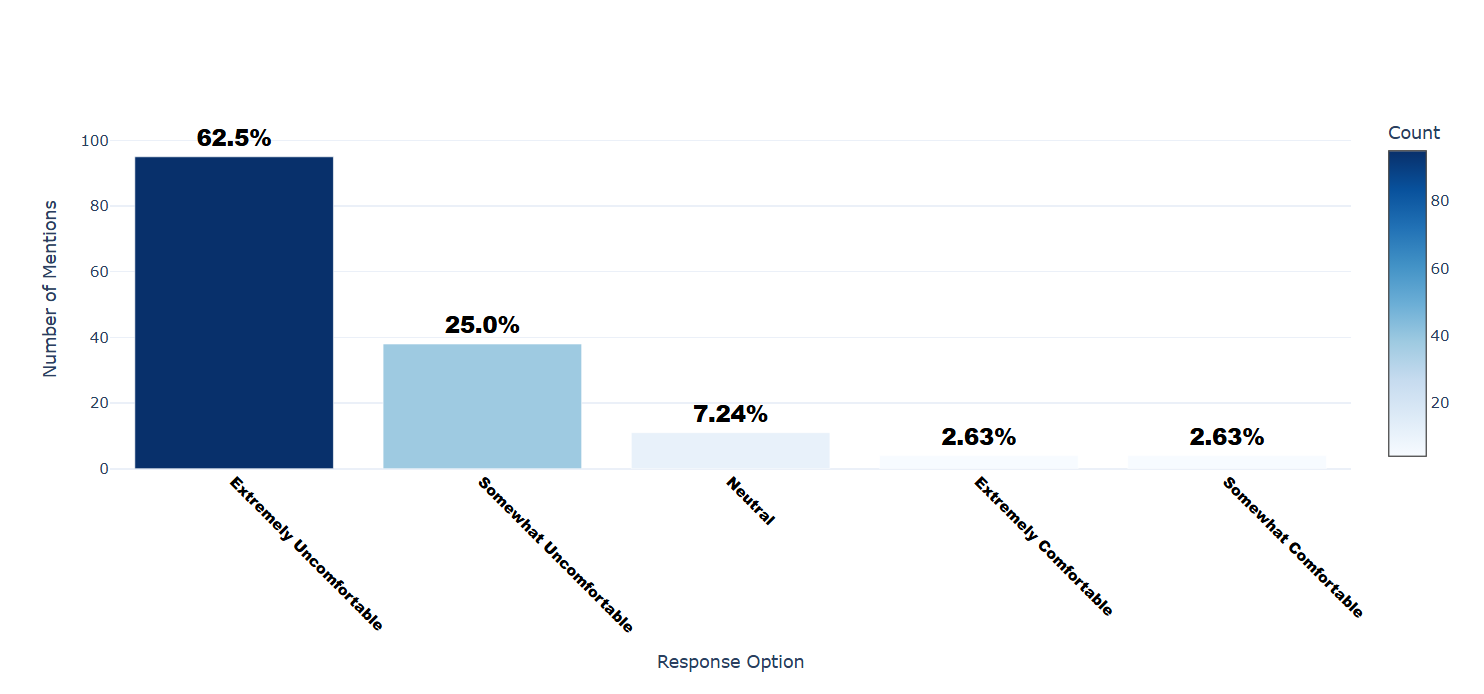 62.5%
25.0%
7.24%
2.63%
2.63%
100
80
60
40
20
0
Number of Mentions
Extremely Uncomfortable
Somewhat Uncomfortable
Neutral
Extremely Comfortable
Somewhat Comfortable
Response Option
Count
80
60
40
20